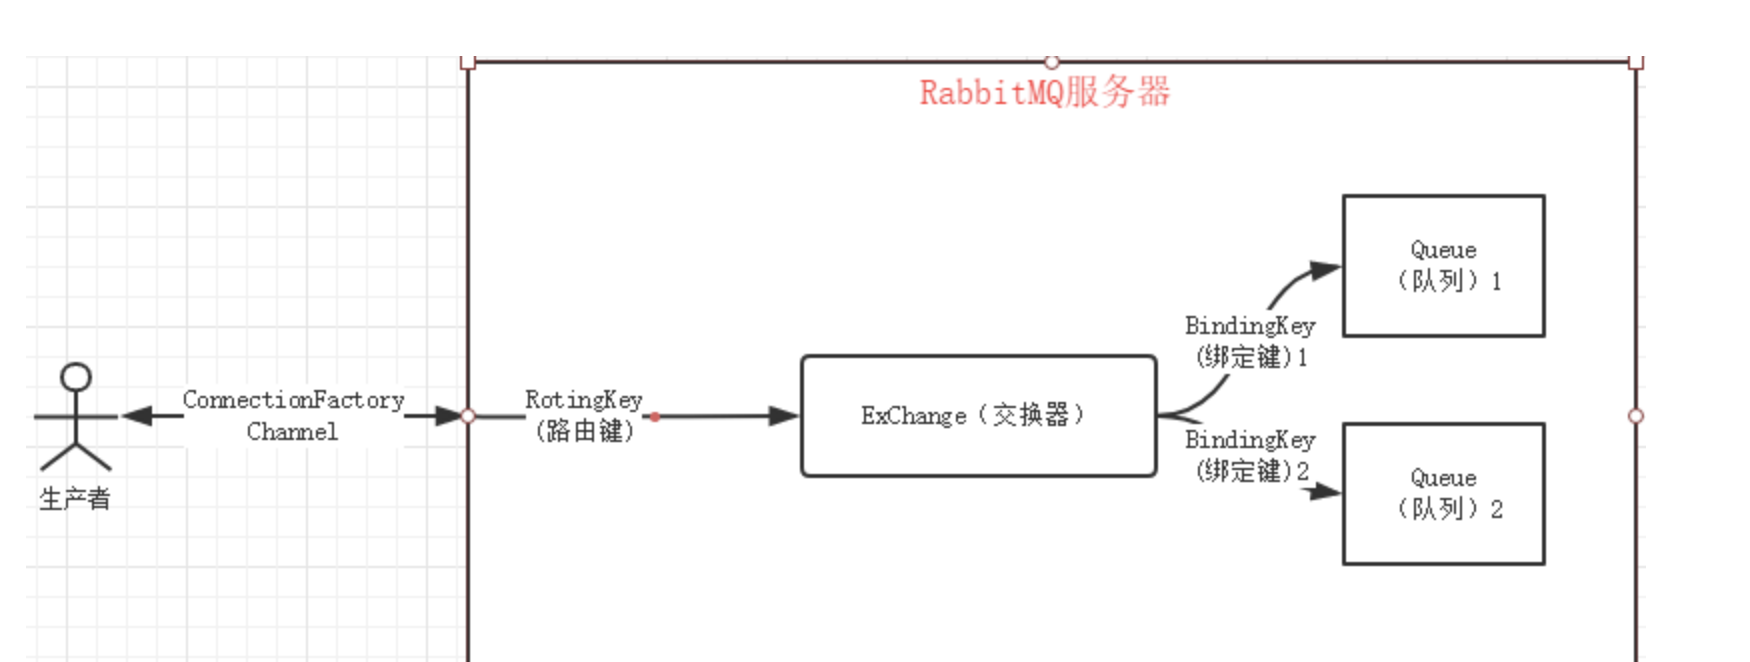 RabbitMQ服务器
Queue
（队列）1
BindingKey
(绑定键)1
ConnectionFactory
Channel
RotingKey
(路由键)
ExChange（交换器）
BindingKey
(绑定键)2
Queue
（队列）2
生产者